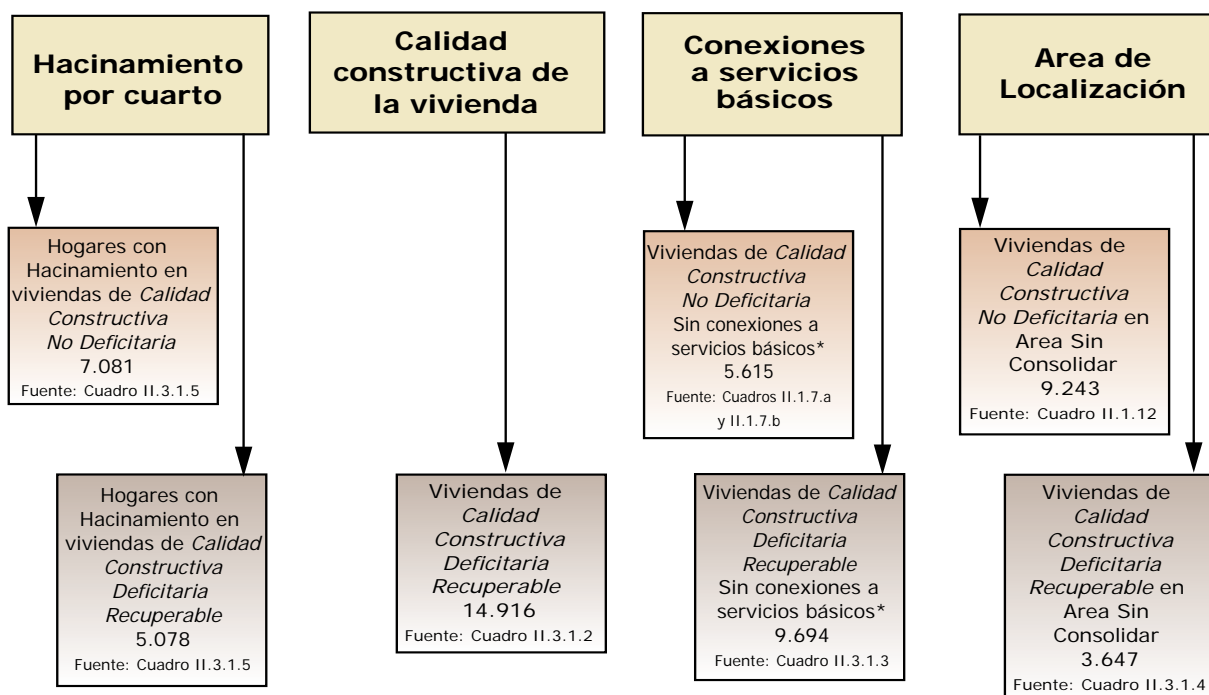 Hacinamiento
por cuarto
Calidad
constructiva de
la vivienda
Conexiones
a servicios
básicos
Area de
Localización
Hogares con
Hacinamiento en
viviendas de Calidad
Constructiva
No Deficitaria
7.081
Fuente: Cuadro II.3.1.5
Viviendas de Calidad
Constructiva
No Deficitaria
Sin conexiones a
servicios básicos*
5.615
Fuente: Cuadros II.1.7.a
y II.1.7.b
Viviendas de
Calidad
Constructiva
No Deficitaria en
Area Sin
Consolidar
9.243
Fuente: Cuadro II.1.12
Hogares con
Hacinamiento en
viviendas de Calidad
Constructiva
Deficitaria
Recuperable
5.078
Fuente: Cuadro II.3.1.5
Viviendas de
Calidad
Constructiva
Deficitaria
Recuperable
14.916
Fuente: Cuadro II.3.1.2
Viviendas de Calidad
Constructiva
Deficitaria
Recuperable
Sin conexiones a
servicios básicos*
9.694
Fuente: Cuadro II.3.1.3
Viviendas de
Calidad
Constructiva
Deficitaria
Recuperable en
Area Sin
Consolidar
3.647
Fuente: Cuadro II.3.1.4